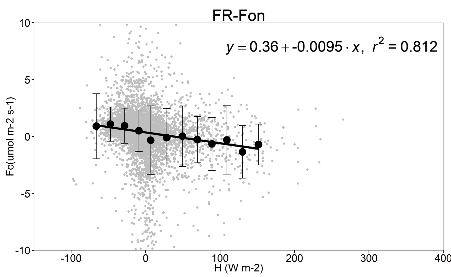 FR-Fon
y = 0.36 + -0.0095 · x, r² = 0.812
Fc(umol m-2 s-1)
10
5
0
-5
-10
-100 0 100 200 300 400
H (W m-2)